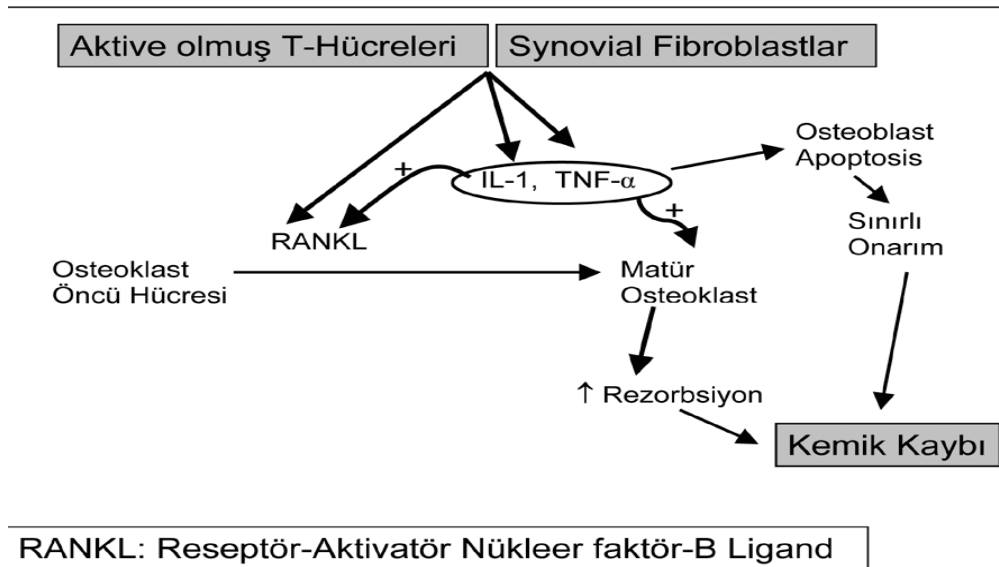 Aktive olmuş T-Hücreleri
Synovial Fibroblastlar
Osteoblast
Apoptosis
+
IL-1, TNF-α
+
Sınırlı
Onarım
RANKL
Osteoklast
Öncü Hücresi
Matür
Osteoklast
↑ Rezorbsiyon
Kemik Kaybı
RANKL: Reseptör-Aktivatör Nükleer faktör-B Ligand